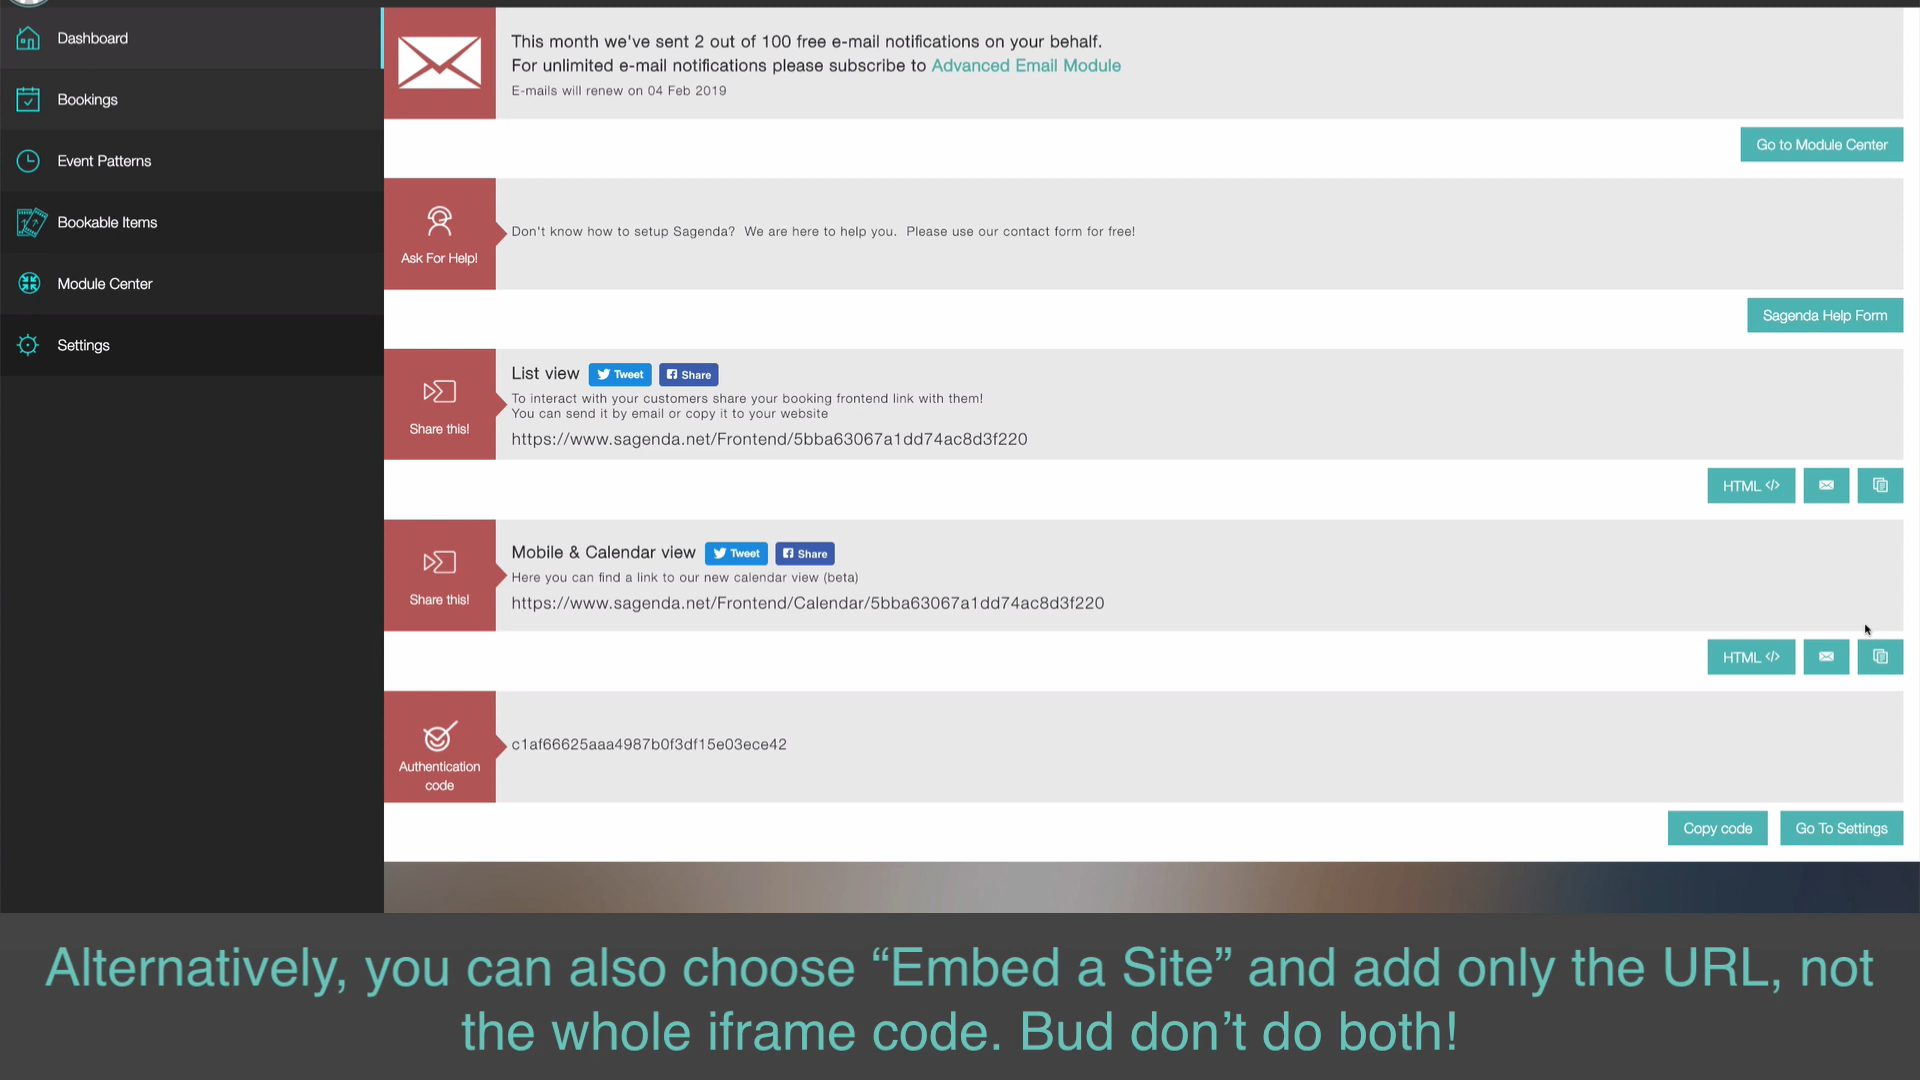 Dashboard
Bookings
Event Patterns
Bookable Items
Module Center
Settings
This month we've sent 2 out of 100 free e-mail notifications on your behalf.
For unlimited e-mail notifications please subscribe to Advanced Email Module
E-mails will renew on 04 Feb 2019
Go to Module Center
Ask For Help!
Don't know how to setup Sagenda? We are here to help you. Please use our contact form for free!
Sagenda Help Form
Share this!
List view Tweet Share
To interact with your customers share your booking frontend link with them!
You can send it by email or copy it to your website
https://www.sagenda.net/Frontend/5bba63067a1dd74ac8d3f220
HTML </>
Share this!
Mobile & Calendar view Tweet Share
Here you can find a link to our new calendar view (beta)
https://www.sagenda.net/Frontend/Calendar/5bba63067a1dd74ac8d3f220
HTML </>
Authentication
code
c1af66625aaa4987b0f3df15e03ece42
Copy code Go To Settings
Alternatively, you can also choose “Embed a Site” and add only the URL, not
the whole iframe code. Bud don’t do both!